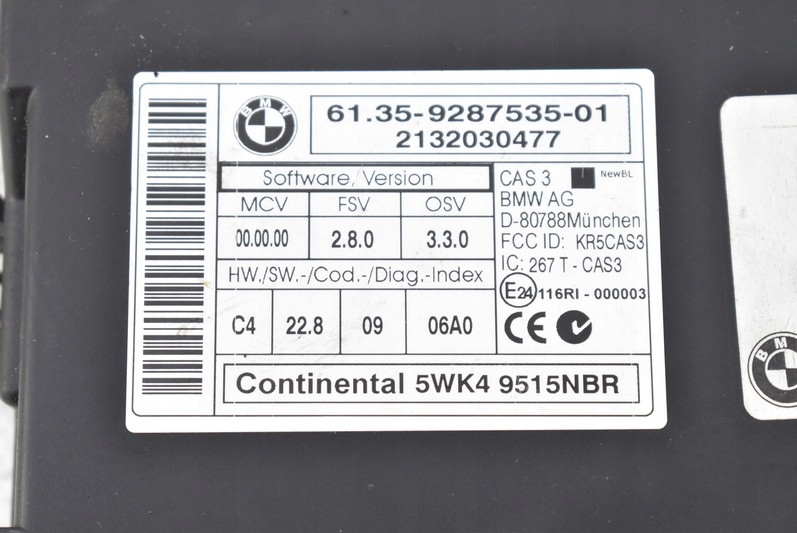 BMW
61.35-9287535-01
2132030477
Software, Version
MCV FSV OSV
00.00.00 2.8.0 3.3.0
HW./SW.-/Cod.-/Diag.-Index
C4 22.8 09 06A0
CAS 3 NewBL
BMW AG
D-80788München
FCC ID: KR5CAS3
IC: 267 T - CAS3
E24 116RI - 000003
CE
Continental 5WK4 9515NBR
BMW